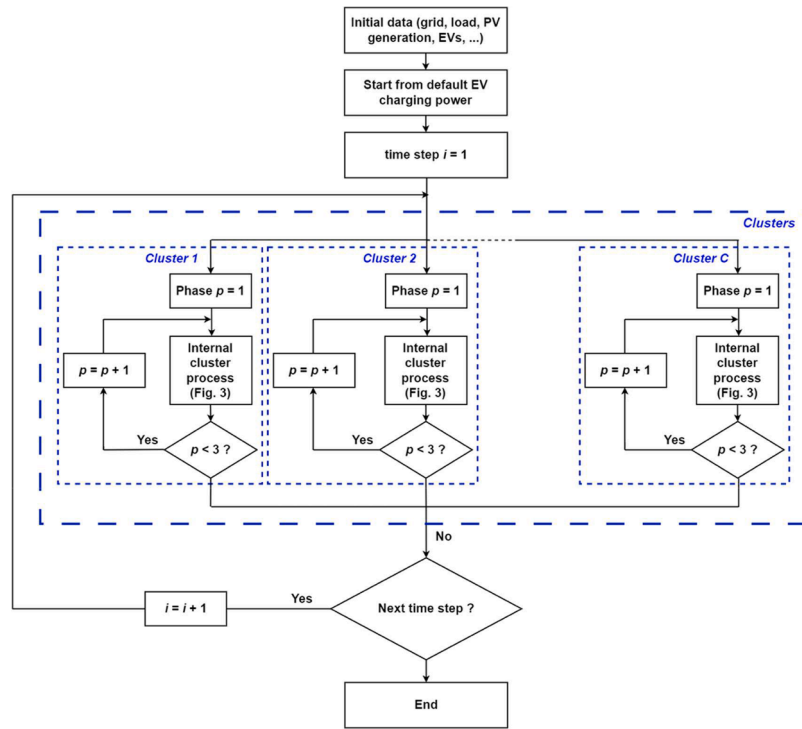 Initial data (grid, load, PV
generation, EVs, ...)
Start from default EV
charging power
time step i = 1
Clusters
Cluster 1
Phase p = 1
Internal
cluster
process
(Fig. 3)
p = p + 1
Yes
p < 3 ?
Cluster 2
Phase p = 1
Internal
cluster
process
(Fig. 3)
p = p + 1
Yes
p < 3 ?
Cluster C
Phase p = 1
Internal
cluster
process
(Fig. 3)
p = p + 1
Yes
p < 3 ?
No
Next time step ?
Yes
i = i + 1
End